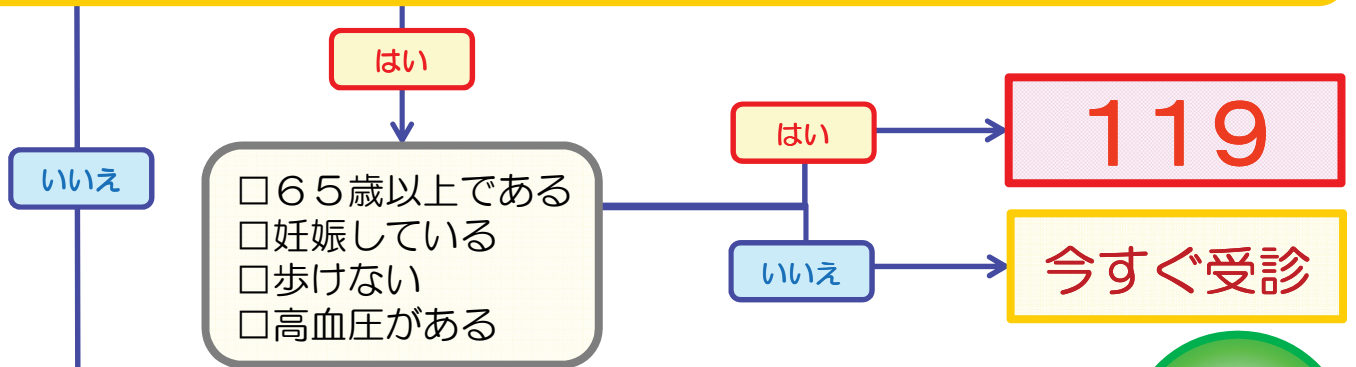 はい
はい
119
いいえ
□６５歳以上である
□妊娠している
□歩けない
□高血圧がある
いいえ
今すぐ受診